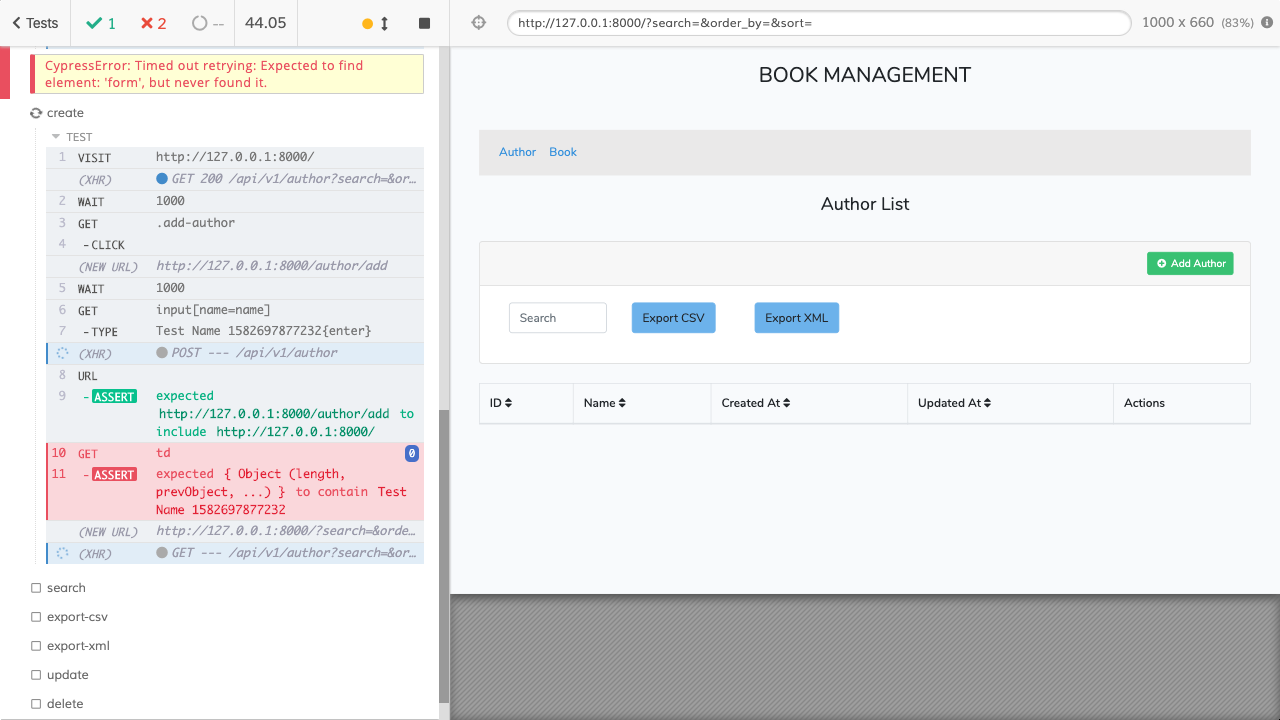 Tests
1
2
--
44.05
http://127.0.0.1:8000/?search=&order_by=&sort=
1000 x 660 (83%)
CypressError: Timed out retrying: Expected to find
element: 'form', but never found it.
create
TEST
1 VISIT http://127.0.0.1:8000/
(XHR) GET 200 /api/v1/author?search=&or…
2 WAIT 1000
3 GET .add-author
4 -CLICK
(NEW URL) http://127.0.0.1:8000/author/add
5 WAIT 1000
6 GET input[name=name]
7 -TYPE Test Name 1582697877232{enter}
(XHR) POST --- /api/v1/author
8 URL
9 -ASSERT expected
http://127.0.0.1:8000/author/add to
include http://127.0.0.1:8000/
10 GET td 0
11 -ASSERT expected { Object (length,
prevObject, ...) } to contain Test
Name 1582697877232
(NEW URL) http://127.0.0.1:8000/?search=&orde…
(XHR) GET --- /api/v1/author?search=&or…
search
export-csv
export-xml
update
delete
BOOK MANAGEMENT
Author Book
Author List
Add Author
Search Export CSV Export XML
ID Name Created At Updated At Actions